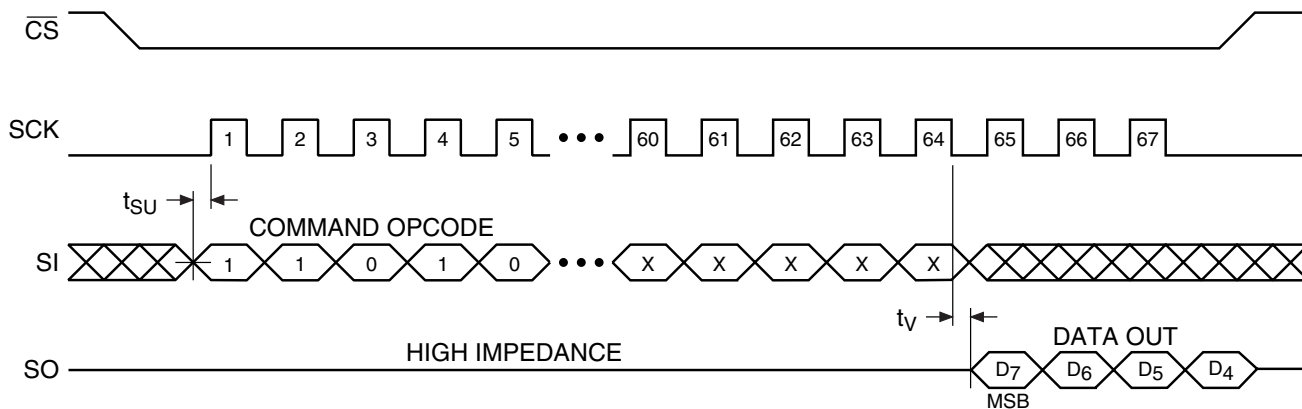 CS
SCK
1 2 3 4 5 60 61 62 63 64 65 66 67
tSU
COMMAND OPCODE
SI
1 1 0 1 0 X X X X X
tV
HIGH IMPEDANCE
DATA OUT
SO
D7 D6 D5 D4
MSB